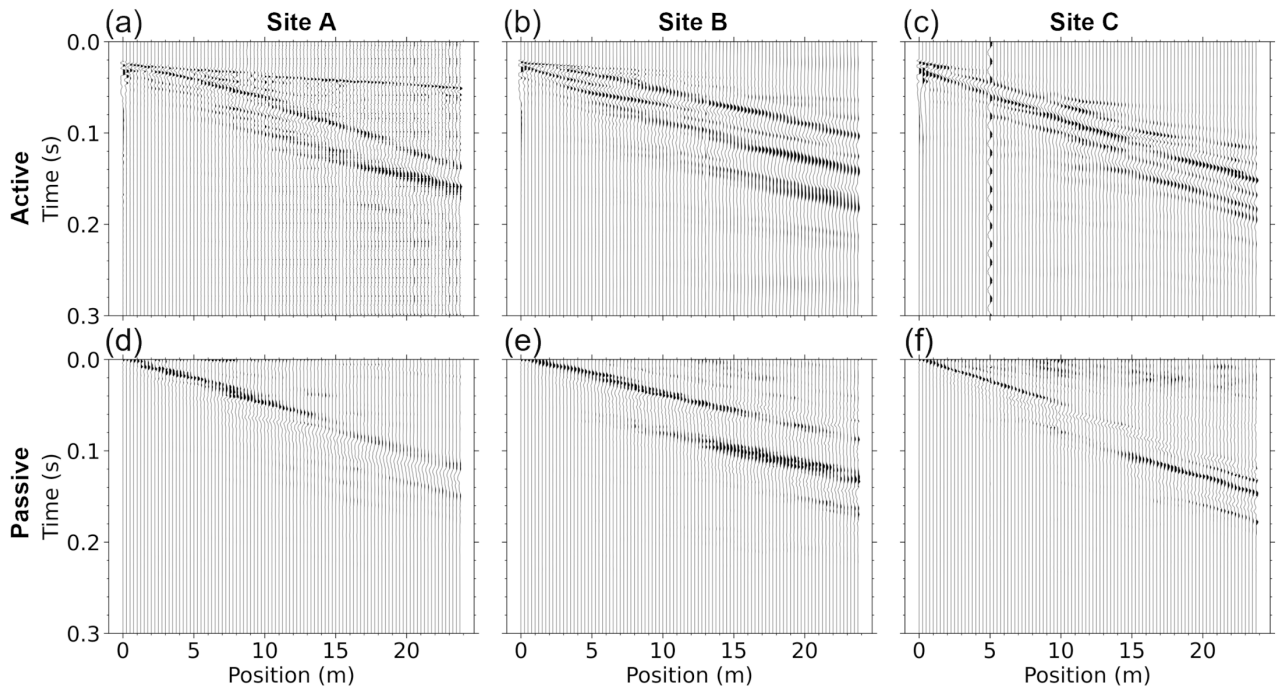 (a) Site A (b) Site B (c) Site C
0.0
0.1
0.2
0.3
Active
Time (s)
(d) (e) (f)
0.0
0.1
0.2
0.3
Passive
Time (s)
0 5 10 15 20 0 5 10 15 20 0 5 10 15 20
Position (m) Position (m) Position (m)